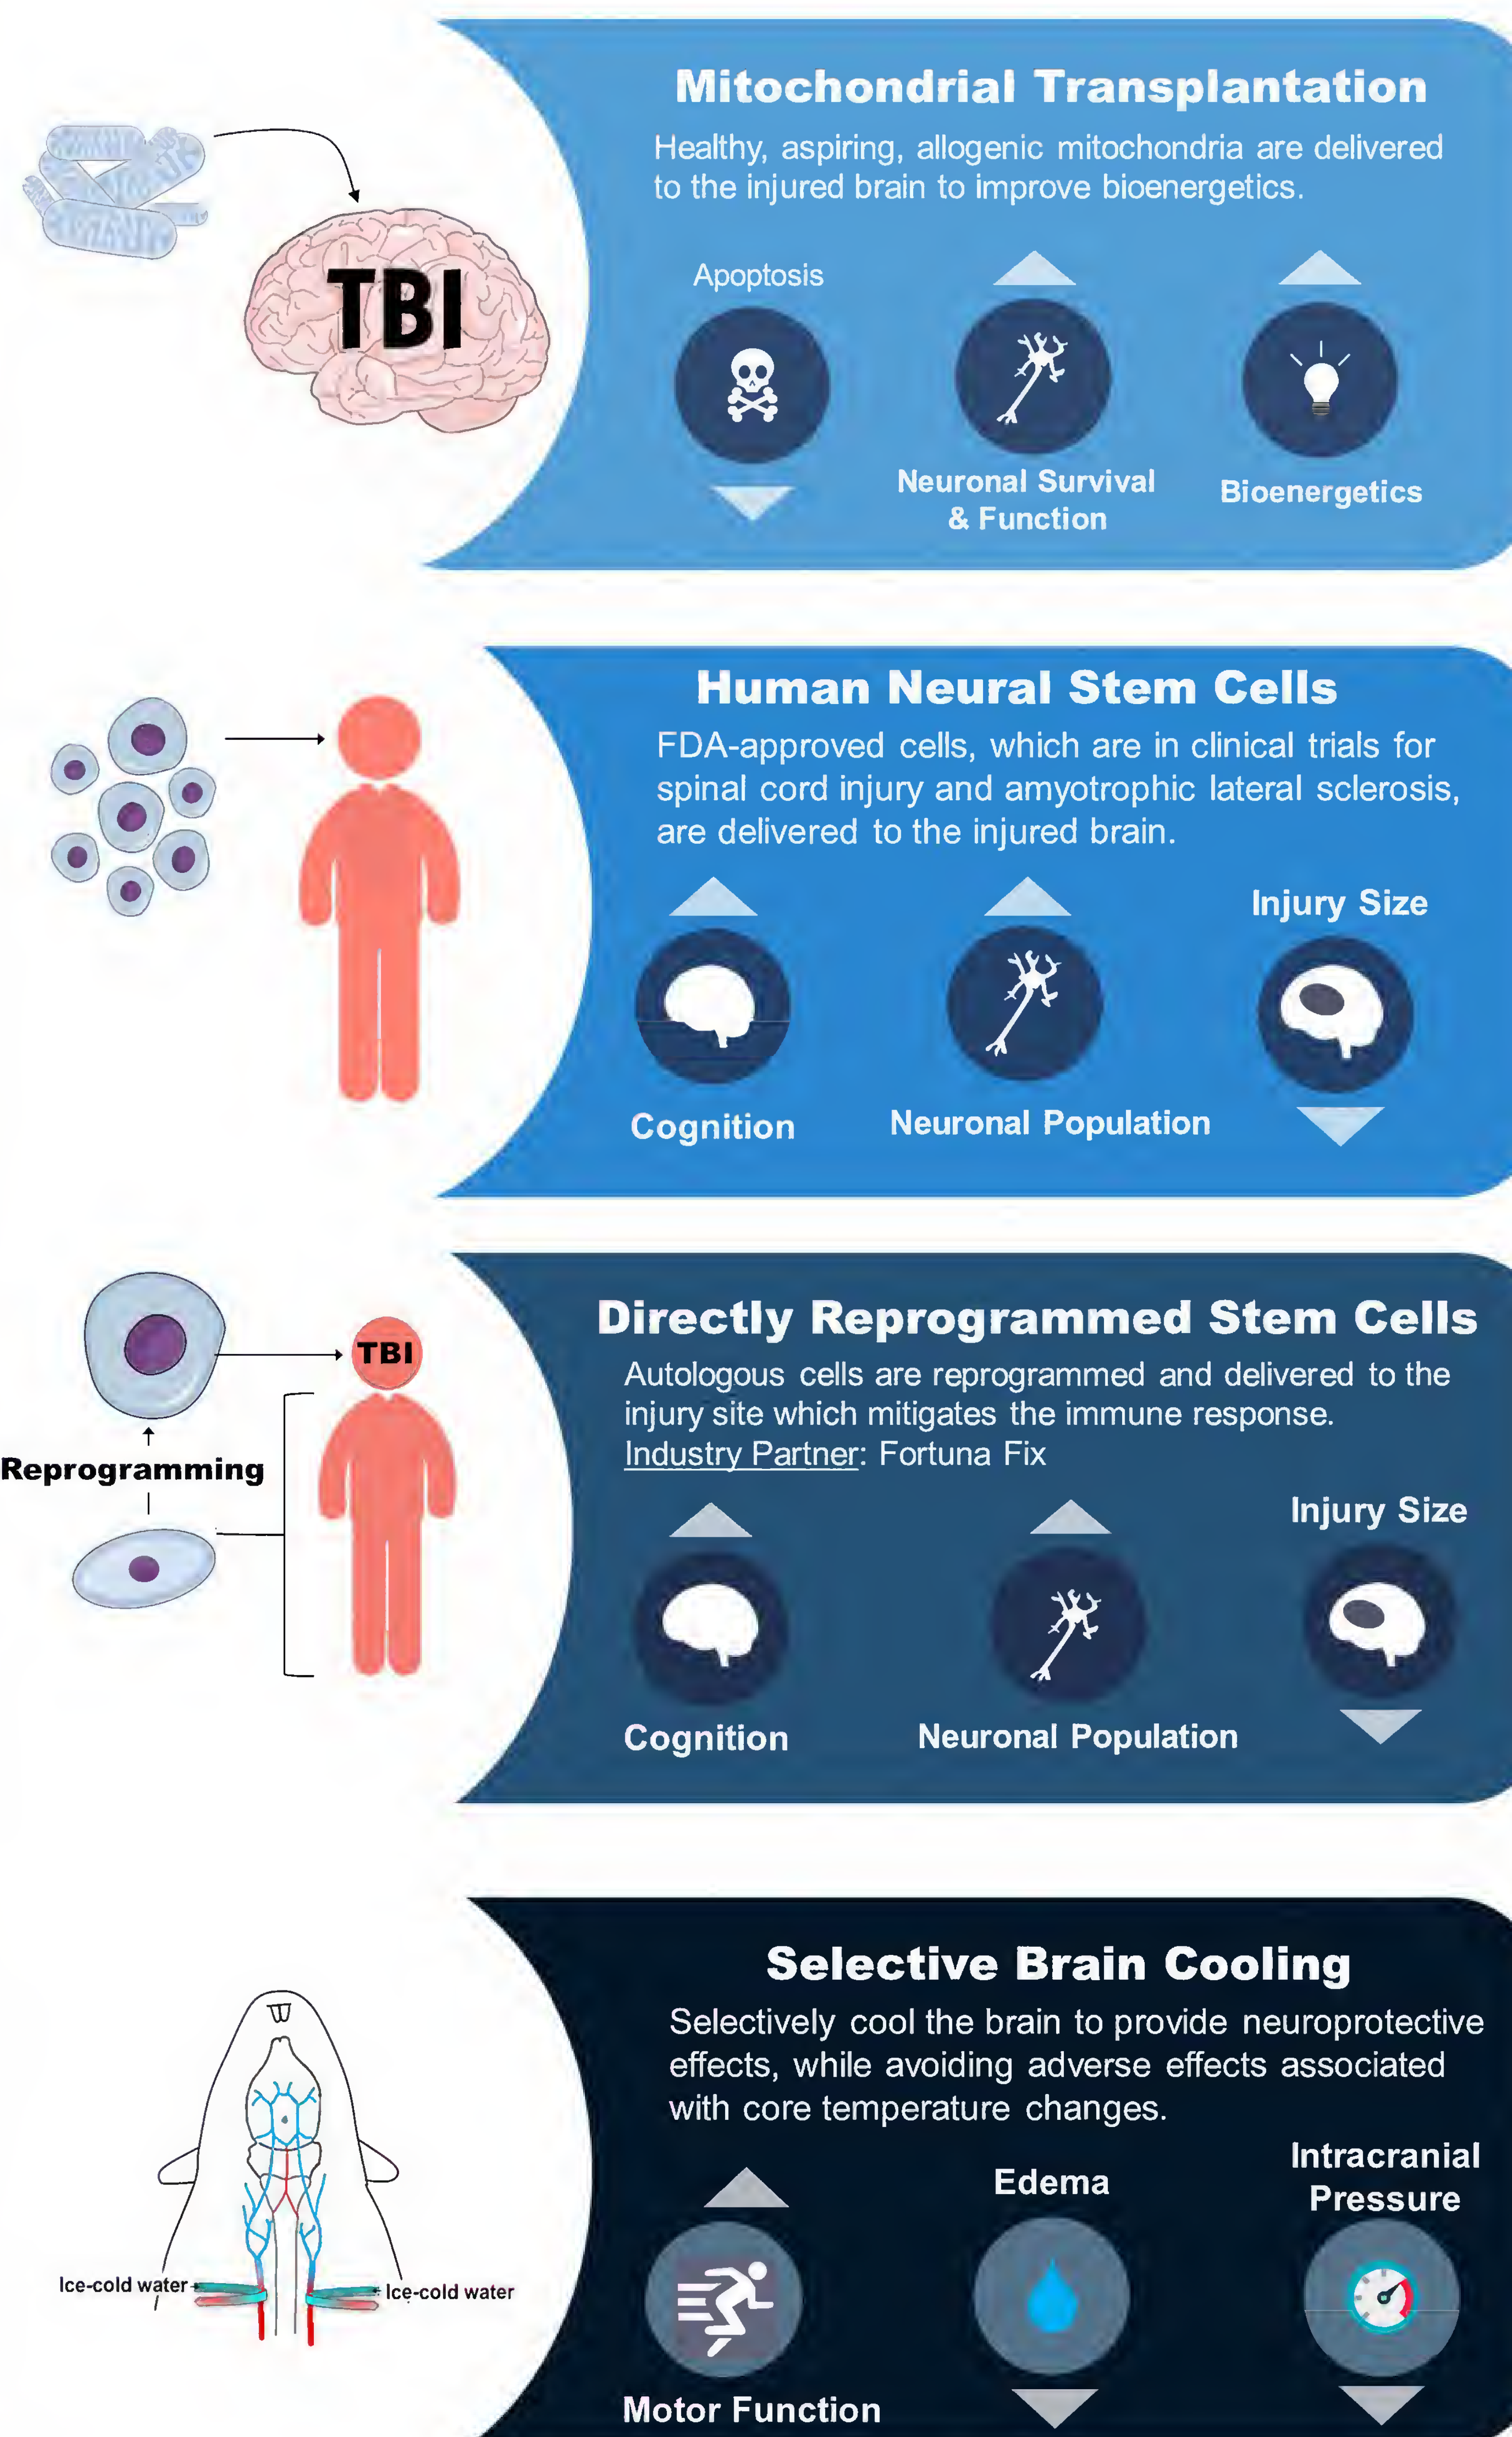 Mitochondrial Transplantation
Healthy, aspiring, allogenic mitochondria are delivered
to the injured brain to improve bioenergetics.
TBI
Apoptosis
Neuronal Survival
& Function
Bioenergetics
Human Neural Stem Cells
FDA-approved cells, which are in clinical trials for
spinal cord injury and amyotrophic lateral sclerosis,
are delivered to the injured brain.
Injury Size
Cognition
Neuronal Population
Directly Reprogrammed Stem Cells
TBI
Autologous cells are reprogrammed and delivered to the
injury site which mitigates the immune response.
Industry Partner: Fortuna Fix
Reprogramming
Injury Size
Cognition
Neuronal Population
Selective Brain Cooling
Selectively cool the brain to provide neuroprotective
effects, while avoiding adverse effects associated
with core temperature changes.
Intracranial
Pressure
Edema
Ice-cold water
Ice-cold water
Motor Function